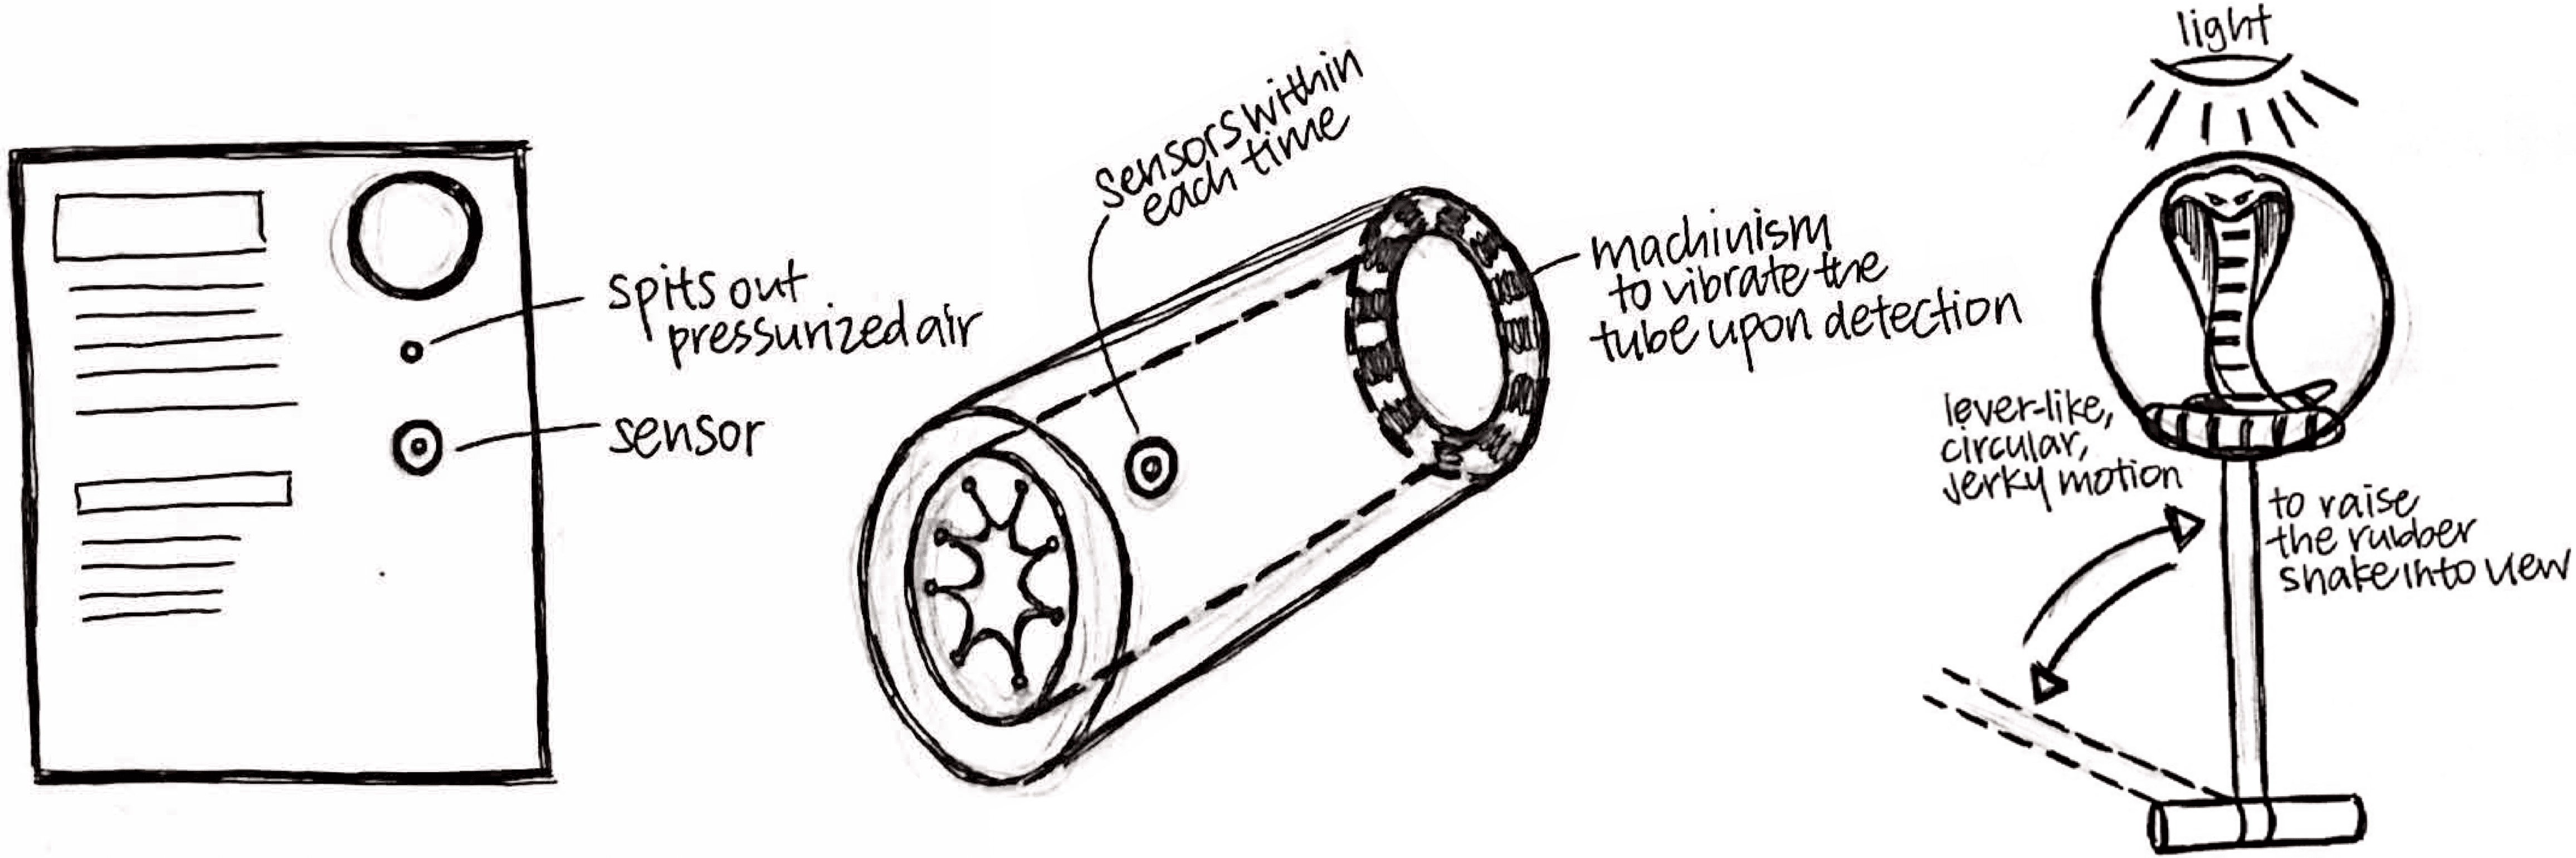 spits out
pressurized air
sensor
sensors within
each time
machinism
to vibrate the
tube upon detection
light
lever-like,
circular,
jerky motion
to raise
the rubber
snake into view